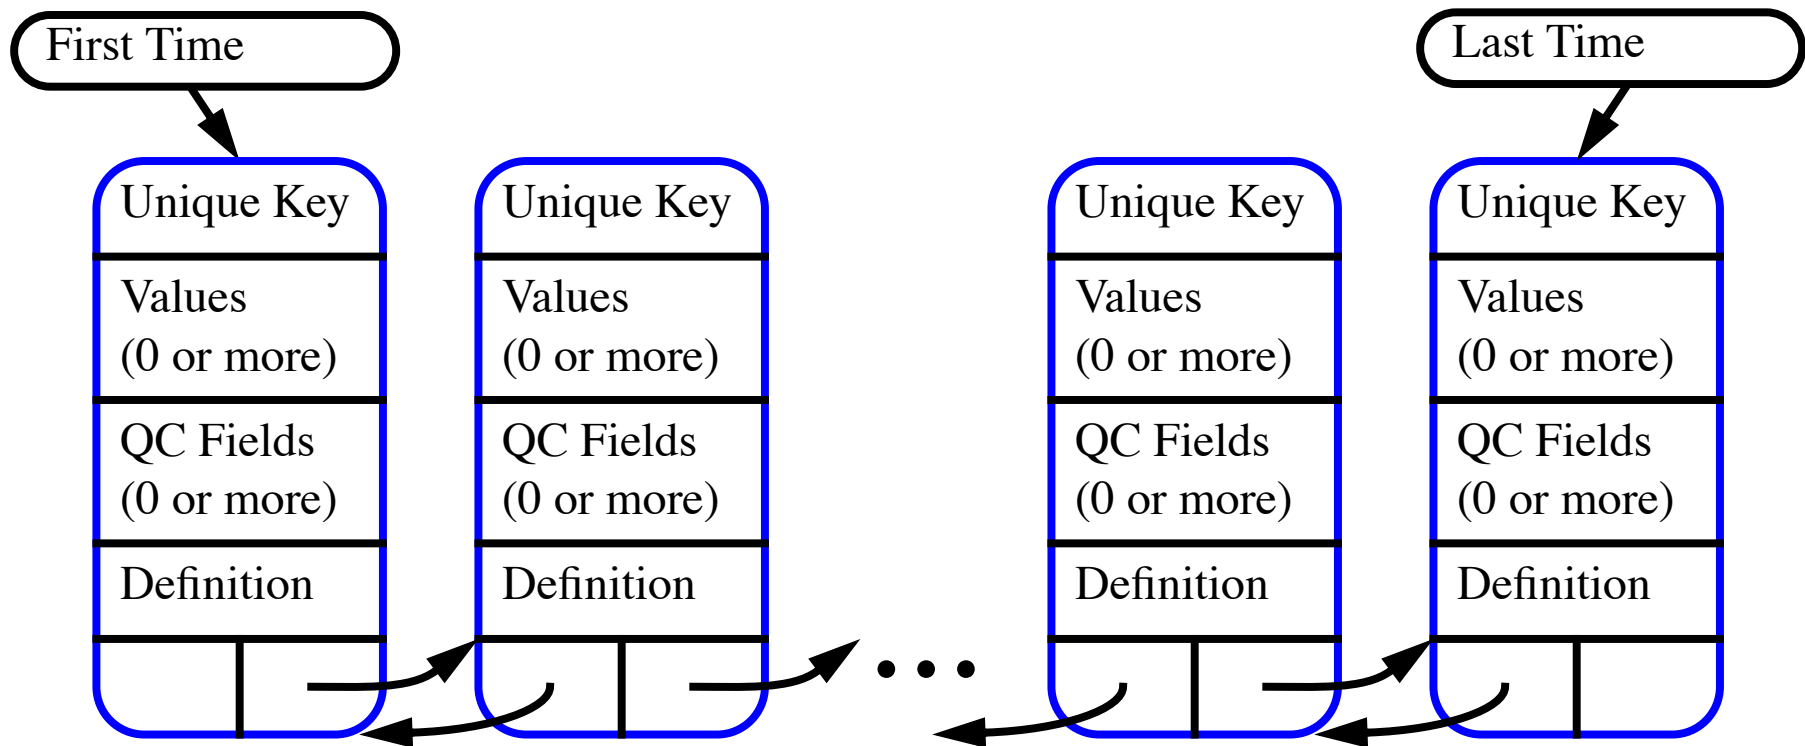 First Time
Last Time
Unique Key
Values
(0 or more)
QC Fields
(0 or more)
Definition
Unique Key
Values
(0 or more)
QC Fields
(0 or more)
Definition
• • •
Unique Key
Values
(0 or more)
QC Fields
(0 or more)
Definition
Unique Key
Values
(0 or more)
QC Fields
(0 or more)
Definition